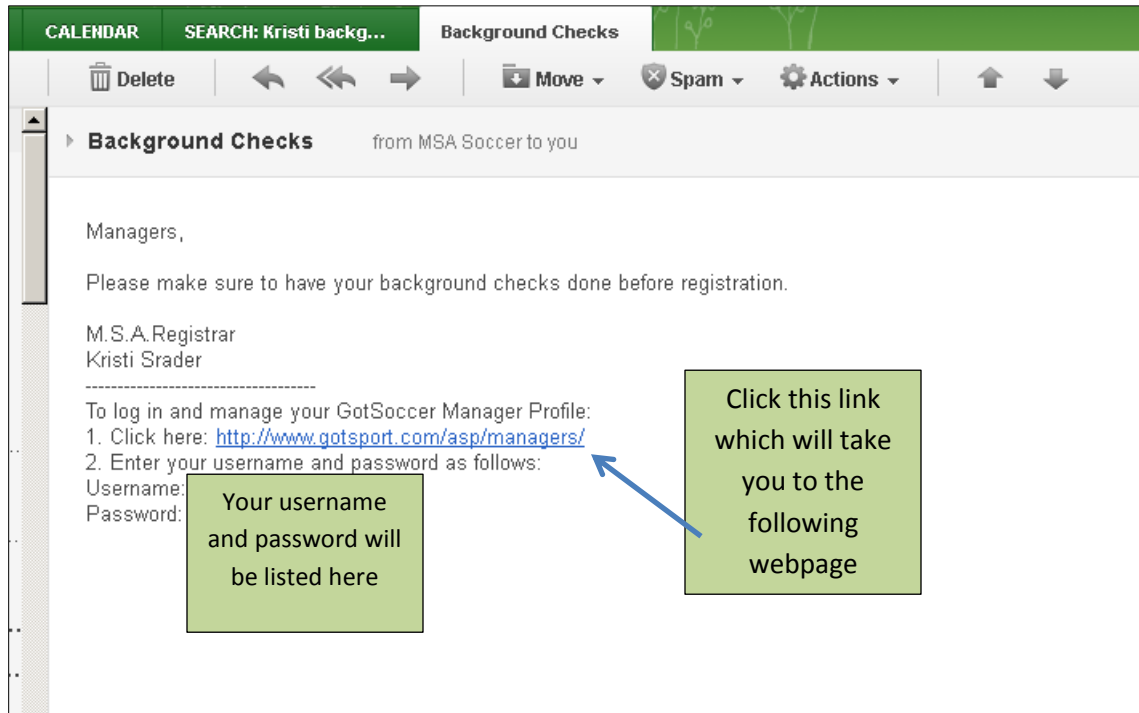 CALENDAR SEARCH: Kristi backg... Background Checks
Delete Move Spam Actions
Background Checks from MSA Soccer to you
Managers,
Please make sure to have your background checks done before registration.
M.S.A.Registrar
Kristi Srader
------------------------------------
To log in and manage your GotSoccer Manager Profile:
1. Click here: http://www.gotsport.com/asp/managers/
2. Enter your username and password as follows:
Username:
Password:
Your username
and password will
be listed here
Click this link
which will take
you to the
following
webpage